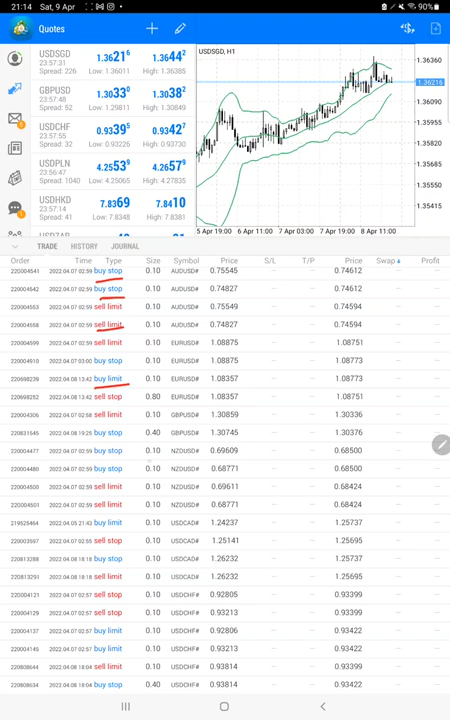 21:14 Sat, 9 Apr 90%
Quotes
USDSGD 1.36216 1.36442
23:57:31
Spread: 226 Low: 1.36011 High: 1.36385
GBPUSD 1.30330 1.30382
23:57:48
Spread: 52 Low: 1.29811 High: 1.30849
USDCHF 0.93395 0.93427
23:57:55
Spread: 32 Low: 0.93226 High: 0.93730
USDPLN 4.25539 4.26579
23:56:47
Spread: 1040 Low: 4.25065 High: 4.27835
USDHKD 7.8369 7.8410
23:57:14
Spread: 41 Low: 7.8348 High: 7.8381
USDSGD, H1
1.36360
1.36216
1.36090
1.35955
1.35820
1.35685
1.35550
1.35415
5 Apr 19:00 6 Apr 11:00 7 Apr 03:00 7 Apr 19:00 8 Apr 11:00
TRADE HISTORY JOURNAL
Order Time Type Size Symbol Price S/L T/P Price Swap Profit
220004541 2022.04.07 02:59 buy stop 0.10 AUDUSD# 0.75545 0.74612
220004542 2022.04.07 02:59 buy stop 0.10 AUDUSD# 0.74827 0.74612
220004553 2022.04.07 02:59 sell limit 0.10 AUDUSD# 0.75549 0.74594
220004558 2022.04.07 02:59 sell limit 0.10 AUDUSD# 0.74827 0.74594
220004599 2022.04.07 02:59 sell limit 0.10 EURUSD# 1.08875 1.08751
220004910 2022.04.07 03:00 buy stop 0.10 EURUSD# 1.08875 1.08773
220698239 2022.04.08 13:42 buy limit 0.10 EURUSD# 1.08357 1.08773
220698252 2022.04.08 13:42 sell stop 0.80 EURUSD# 1.08357 1.08751
220004306 2022.04.07 02:58 sell limit 0.10 GBPUSD# 1.30859 1.30336
220831545 2022.04.08 19:25 buy stop 0.40 GBPUSD# 1.30745 1.30376
220004477 2022.04.07 02:59 buy stop 0.10 NZDUSD# 0.69609 0.68500
220004480 2022.04.07 02:59 buy stop 0.10 NZDUSD# 0.68771 0.68500
220004500 2022.04.07 02:59 sell limit 0.10 NZDUSD# 0.69611 0.68424
220004501 2022.04.07 02:59 sell limit 0.10 NZDUSD# 0.68771 0.68424
219525464 2022.04.05 21:43 buy limit 0.10 USDCAD# 1.24237 1.25737
220003597 2022.04.07 02:55 sell stop 0.10 USDCAD# 1.25141 1.25695
220813288 2022.04.08 18:18 buy stop 0.10 USDCAD# 1.26232 1.25737
220813291 2022.04.08 18:18 sell limit 0.10 USDCAD# 1.26232 1.25695
220004121 2022.04.07 02:57 sell stop 0.10 USDCHF# 0.92805 0.93399
220004129 2022.04.07 02:57 sell stop 0.10 USDCHF# 0.93213 0.93399
220004137 2022.04.07 02:57 buy limit 0.10 USDCHF# 0.92806 0.93422
220004145 2022.04.07 02:57 buy limit 0.10 USDCHF# 0.93213 0.93422
220808644 2022.04.08 18:04 sell limit 0.10 USDCHF# 0.93814 0.93399
220808634 2022.04.08 18:04 buy stop 0.40 USDCHF# 0.93814 0.93422